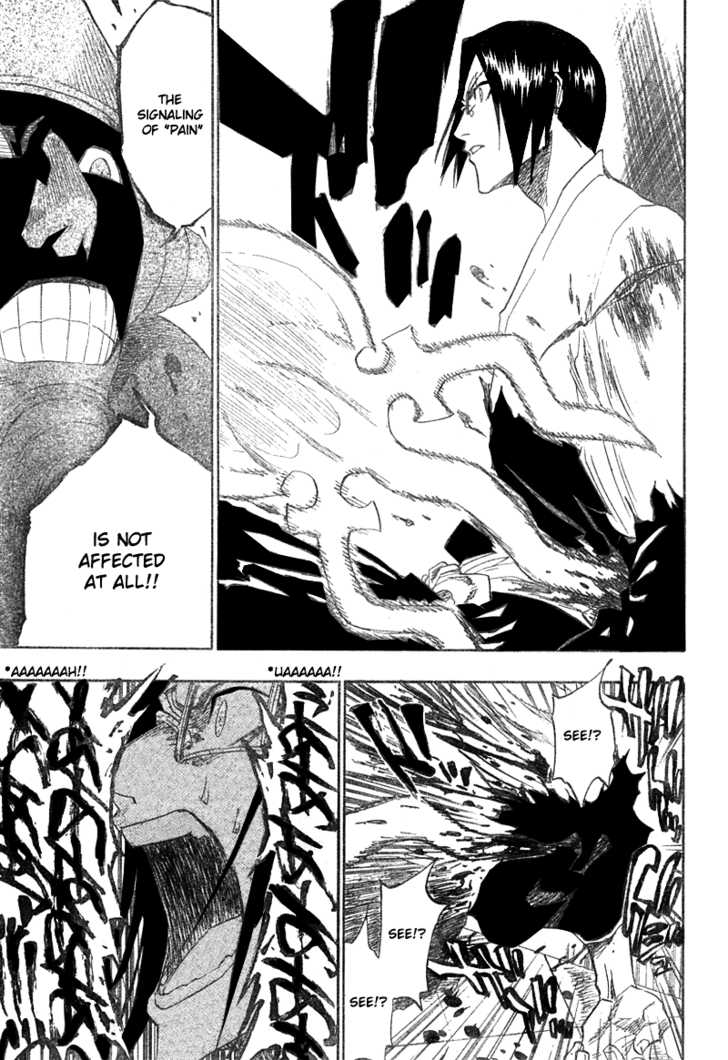 THE
SIGNALING
OF "PAIN"
IS NOT
AFFECTED
AT ALL!!
SEE!?
SEE!?
SEE!?
*UAAAAAA!!
*AAAAAAAH!!